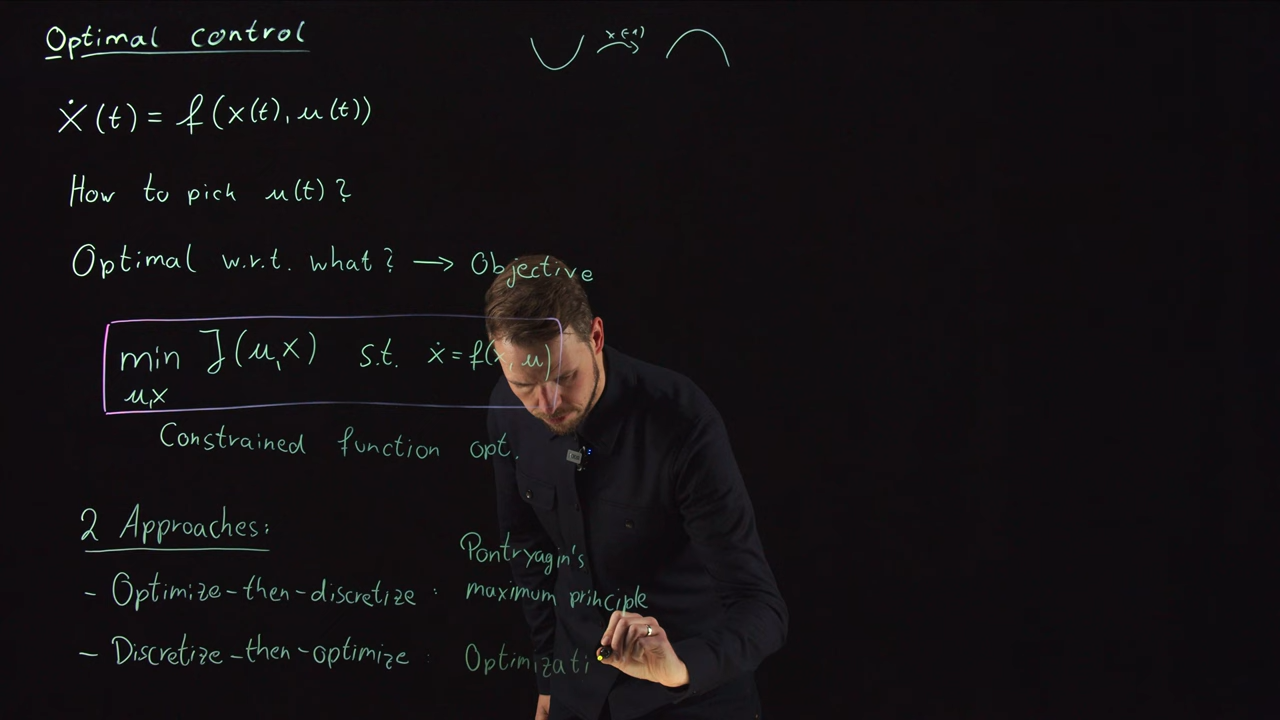 Optimal control
x (-1)
ẋ(t) = f(x(t), u(t))
How to pick u(t)?
Optimal w.r.t. what? → Objective
min J(u,x) s.t. ẋ = f(x, u)
u,x
Constrained function opt.
2 Approaches:
Pontryagin's
- Optimize-then-discretize : maximum principle
- Discretize-then-optimize : Optimizati